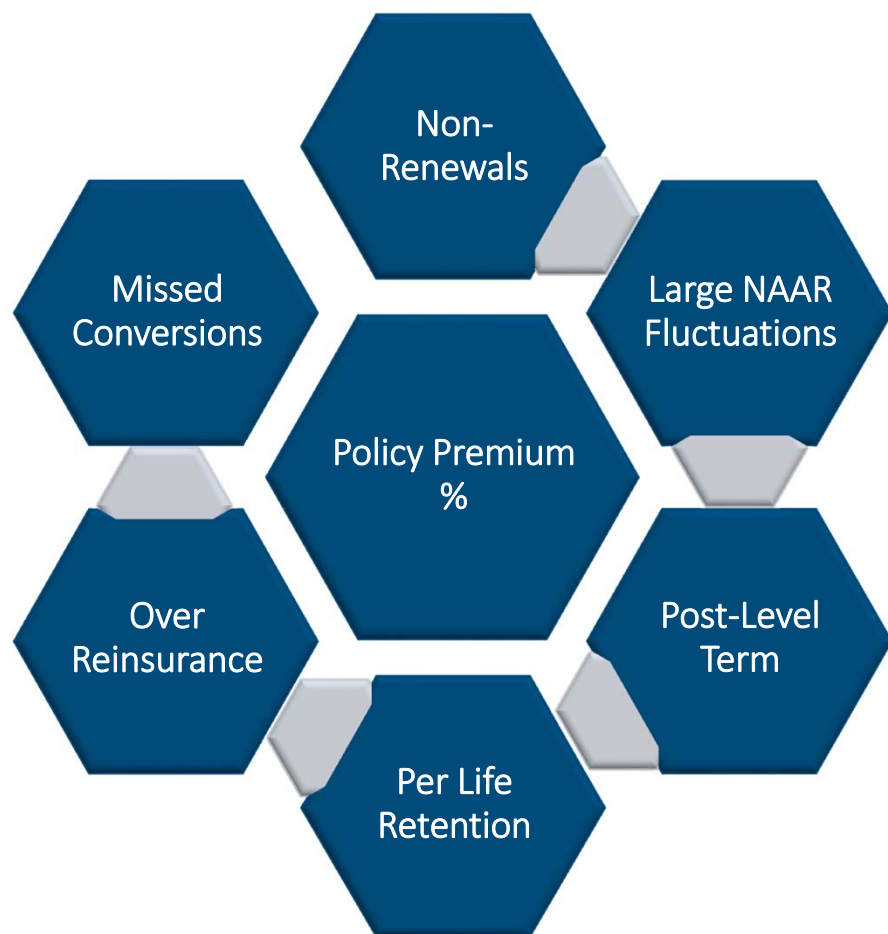 Non-
Renewals
Large NAAR
Fluctuations
Post-Level
Term
Per Life
Retention
Over
Reinsurance
Missed
Conversions
Policy Premium
%